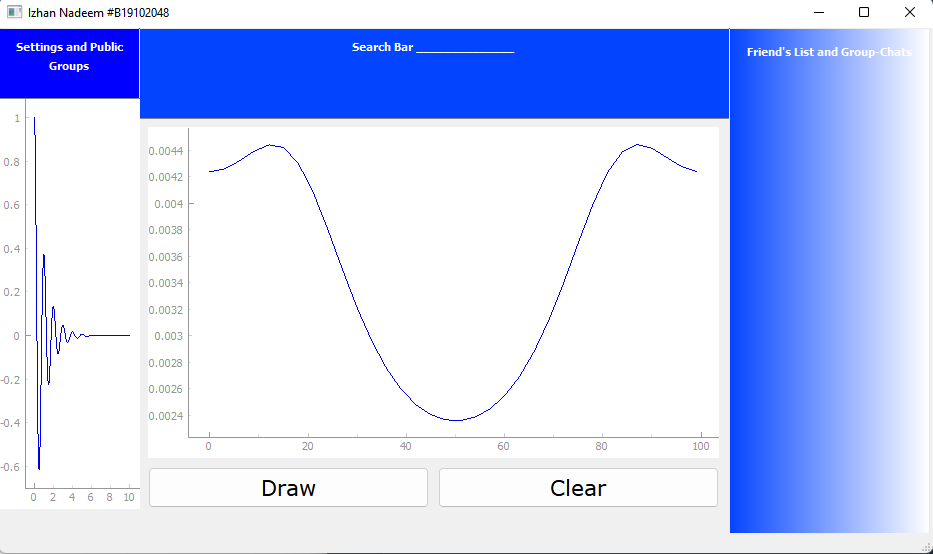 Izhan Nadeem #B19102048
Settings and Public
Groups
Search Bar ________________
Friend's List and Group-Chats
1
0.8
0.6
0.4
0.2
0
-0.2
-0.4
-0.6
0 2 4 6 8 10
0.0044
0.0042
0.004
0.0038
0.0036
0.0034
0.0032
0.003
0.0028
0.0026
0.0024
0 20 40 60 80 100
Draw Clear